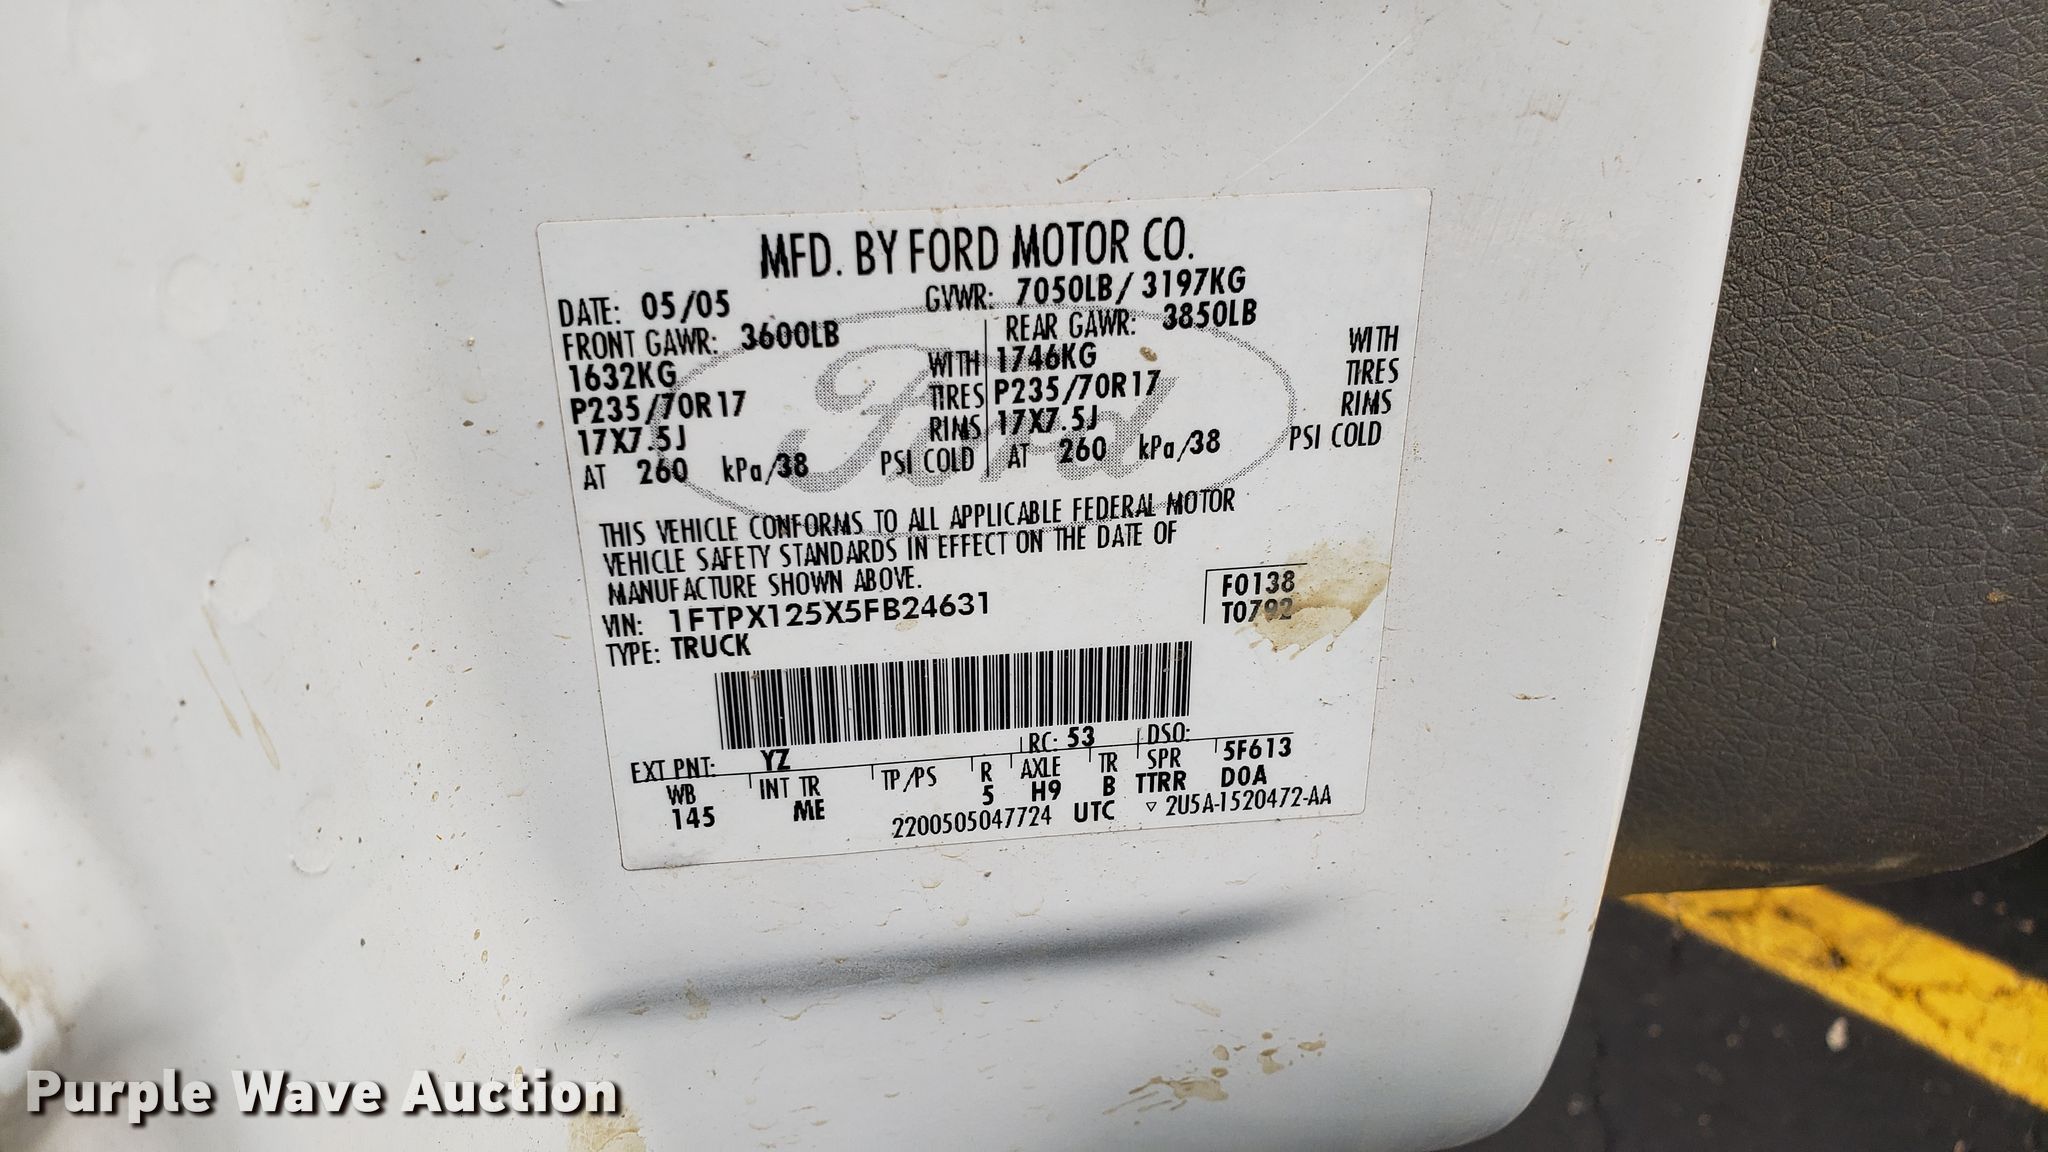 MFD. BY FORD MOTOR CO.
DATE: 05/05 GVWR: 7050LB/ 3197KG
FRONT GAWR: 3600LB REAR GAWR: 3850LB
1632KG WITH 1746KG WITH
P235/70R17 TIRES P235/70R17 TIRES
17X7.5J RIMS 17X7.5J RIMS
AT 260 kPa/38 PSI COLD AT 260 kPa/38 PSI COLD
Ford
THIS VEHICLE CONFORMS TO ALL APPLICABLE FEDERAL MOTOR
VEHICLE SAFETY STANDARDS IN EFFECT ON THE DATE OF
MANUFACTURE SHOWN ABOVE.
VIN: 1FTPX125X5FB24631
TYPE: TRUCK
F0138
T0792
EXT PNT: YZ RC: 53 DSO:
WB INT TR TP/PS R AXLE TR SPR 5F613
145 ME 5 H9 B TTRR D0A
2200505047724 UTC ▽ 2U5A-1520472-AA
Purple Wave Auction